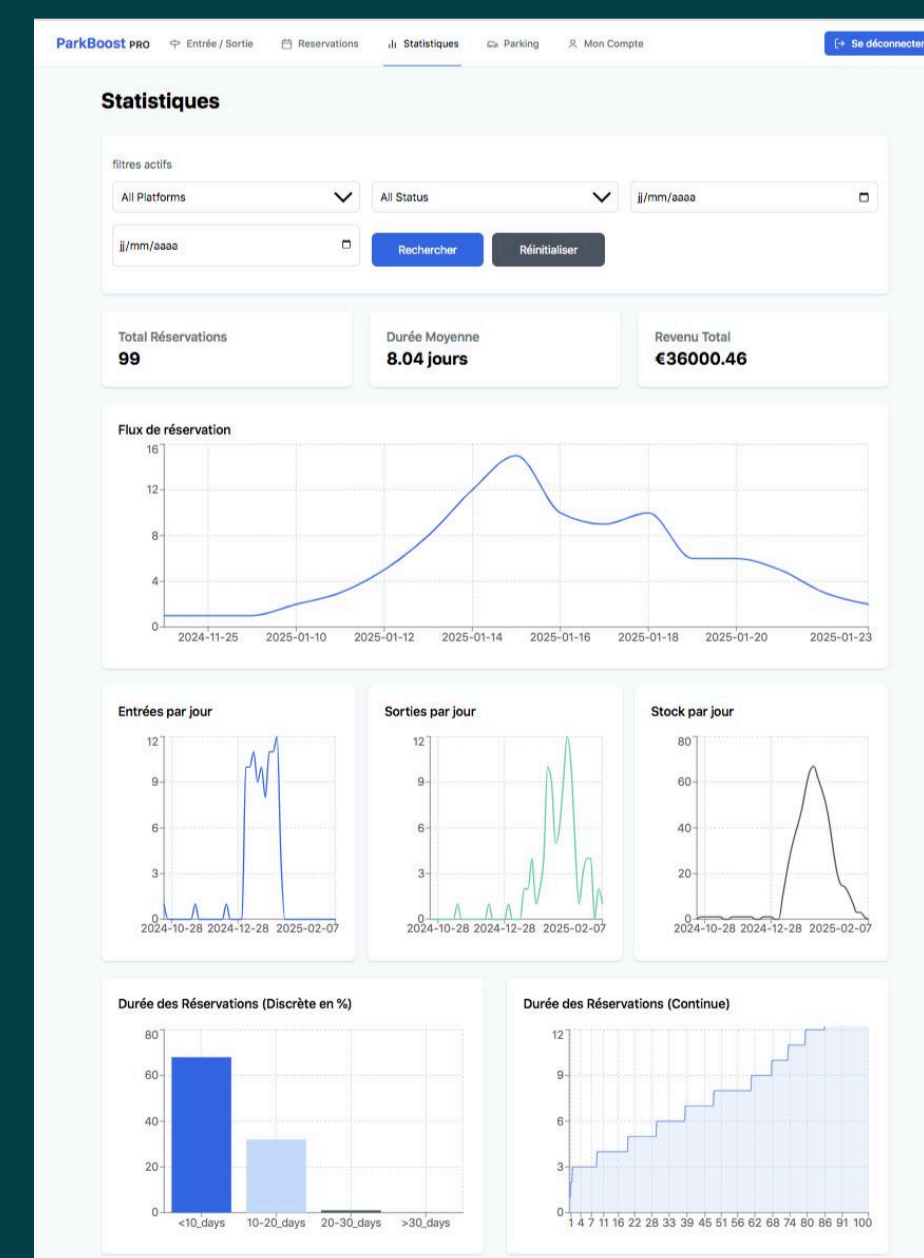 ParkBoost PRO Entrée / Sortie Reservations Statistiques Parking Mon Compte Se déconnecter
Statistiques
filtres actifs
All Platforms All Status jj/mm/aaaa
jj/mm/aaaa Rechercher Réinitialiser
Total Réservations Durée Moyenne Revenu Total
99 8.04 jours €36000.46
Flux de réservation
16
12
8
4
0
2024-11-25 2025-01-10 2025-01-12 2025-01-14 2025-01-16 2025-01-18 2025-01-20 2025-01-23
Entrées par jour
12
9
6
3
0
2024-10-28 2024-12-28 2025-02-07
Sorties par jour
12
9
6
3
0
2024-10-28 2024-12-28 2025-02-07
Stock par jour
80
60
40
20
0
2024-10-28 2024-12-28 2025-02-07
Durée des Réservations (Discrète en %)
80
60
40
20
0
<10_days 10-20_days 20-30_days >30_days
Durée des Réservations (Continue)
12
9
6
3
0
1 4 7 11 16 22 28 33 39 45 51 56 62 68 74 80 86 91 100